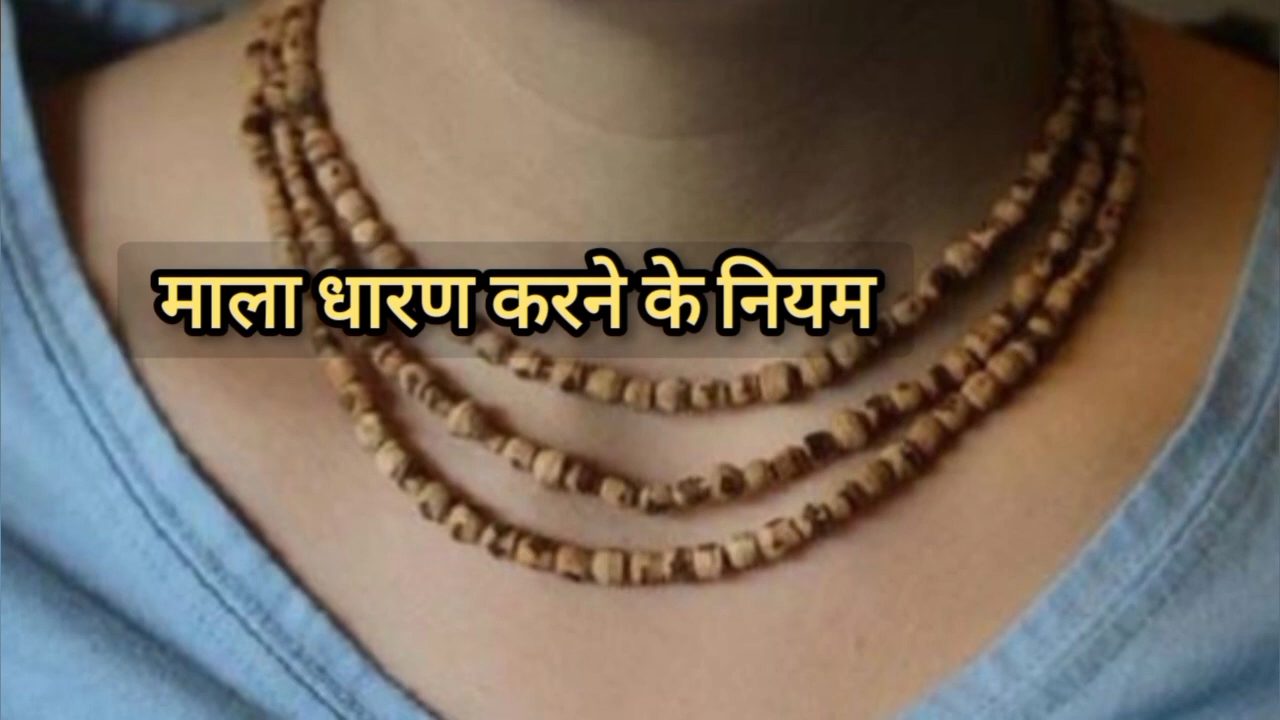 माला धारण करने के नियम